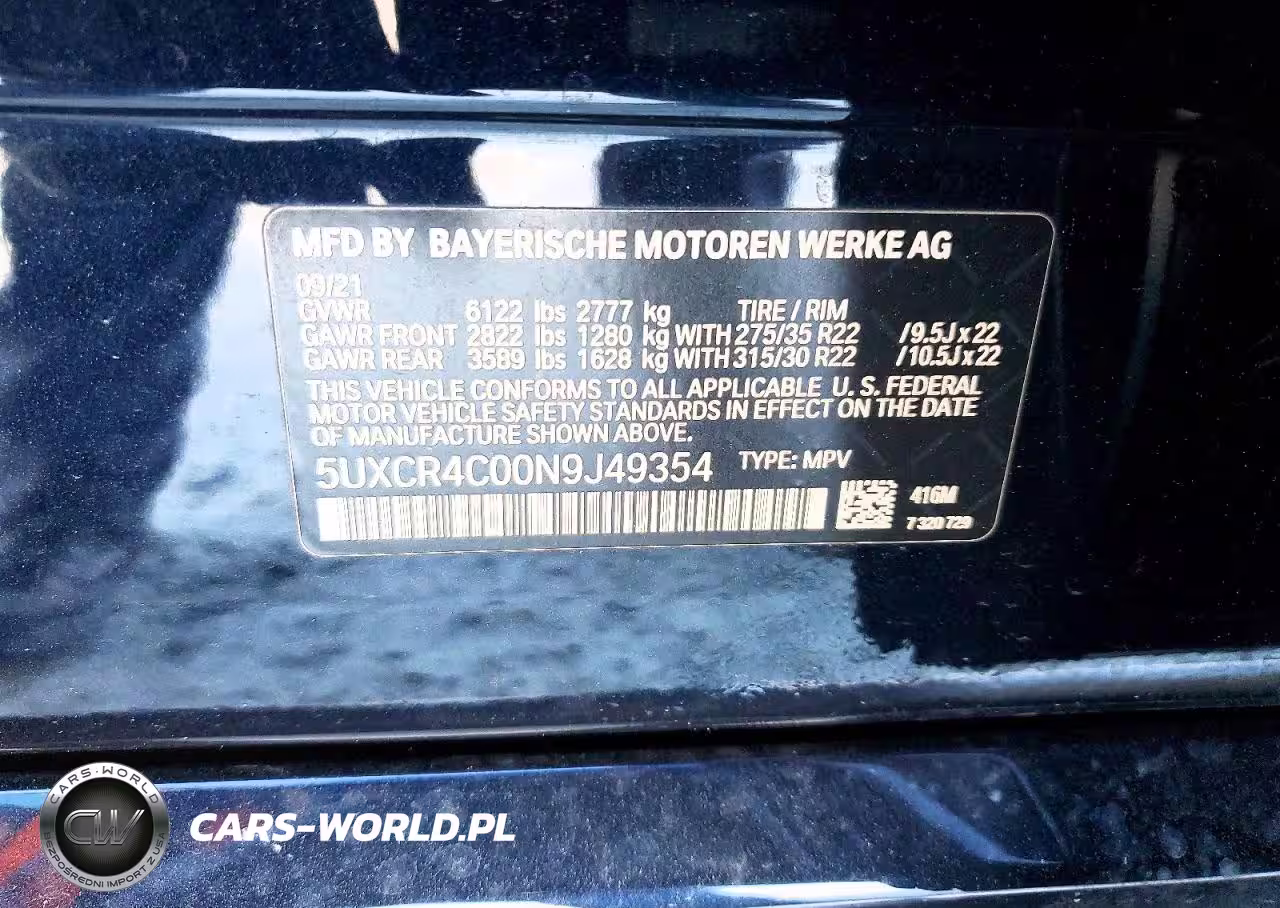 MFD BY BAYERISCHE MOTOREN WERKE AG
09/21
GVWR 6122 lbs 2777 kg TIRE / RIM
GAWR FRONT 2822 lbs 1280 kg WITH 275/35 R22 /9.5J x 22
GAWR REAR 3589 lbs 1628 kg WITH 315/30 R22 /10.5J x 22
THIS VEHICLE CONFORMS TO ALL APPLICABLE U. S. FEDERAL
MOTOR VEHICLE SAFETY STANDARDS IN EFFECT ON THE DATE
OF MANUFACTURE SHOWN ABOVE.
5UXCR4C00N9J49354 TYPE: MPV
416M
7 320 729
CARS-WORLD
CW
BEZPOŚREDNI IMPORT Z USA
CARS-WORLD.PL